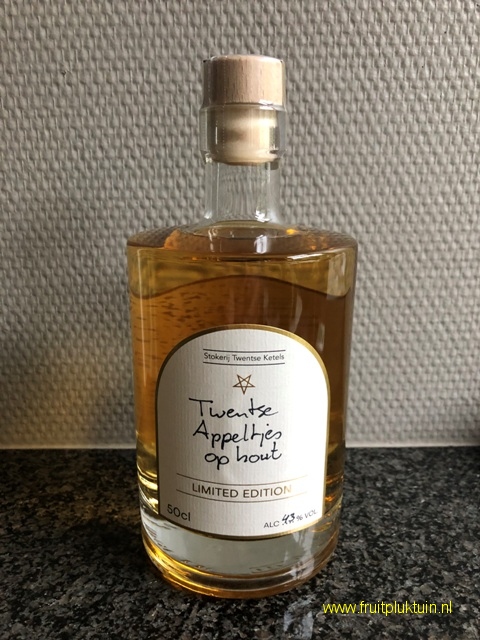 Stokerij Twentse Ketels
Twentse
Appeltjes
op hout
LIMITED EDITION
50cl
ALC. 43 % VOL
www.fruitpluktuin.nl